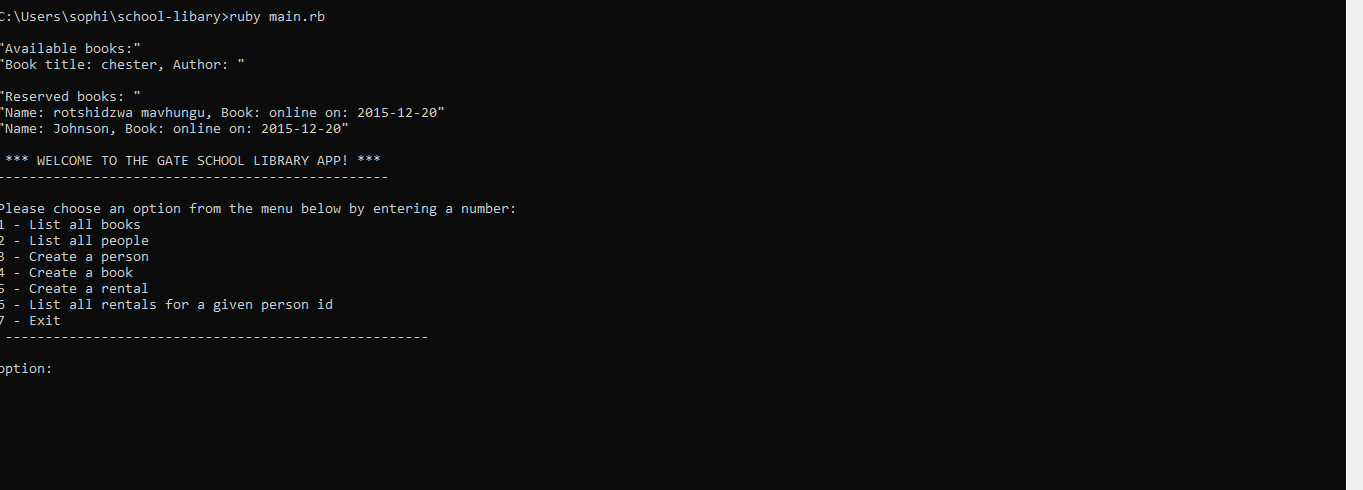 C:\Users\sophi\school-libary>ruby main.rb
"Available books:"
"Book title: chester, Author: "
"Reserved books: "
"Name: rotshidzwa mavhungu, Book: online on: 2015-12-20"
"Name: Johnson, Book: online on: 2015-12-20"
*** WELCOME TO THE GATE SCHOOL LIBRARY APP! ***
-------------------------------------------------
Please choose an option from the menu below by entering a number:
1 - List all books
2 - List all people
3 - Create a person
4 - Create a book
5 - Create a rental
6 - List all rentals for a given person id
7 - Exit
-----------------------------------------------------
option: